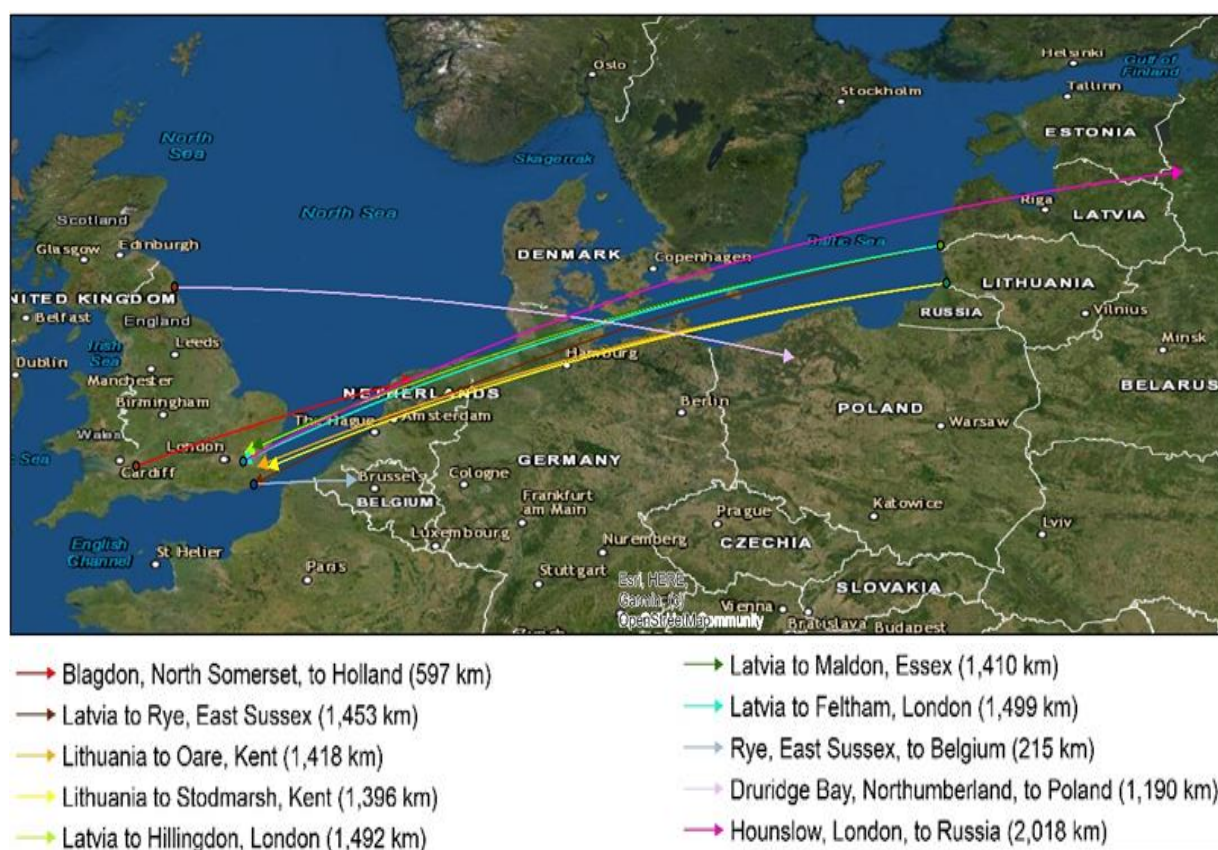 Helsinki
Gulf of
Finland
Oslo
Stockholm
Tallinn
ESTONIA
North
Sea
Skagerrak
Scotland
North Sea
Riga
LATVIA
Glasgow
Edinburgh
DENMARK
Copenhagen
Baltic Sea
NITED KINGDOM
Belfast
England
LITHUANIA
RUSSIA
Vilnius
Irish
Sea
Leeds
Dublin
Manchester
Hamburg
Minsk
BELARUS
Birmingham
NETHERLANDS
Amsterdam
The Hague
Berlin
POLAND
Warsaw
Wales
London
c Sea
Cardiff
Brussels
Cologne
GERMANY
BELGIUM
Frankfurt
am Main
Prague
Katowice
Lviv
English
Channel
St Helier
Luxembourg
Nuremberg
CZECHIA
Paris
Stuttgart
SLOVAKIA
Esri, HERE,
Garmin, (c)
OpenStreetMap
ommunity
Vienna
Bratislava
Budapest
Blagdon, North Somerset, to Holland (597 km)
Latvia to Rye, East Sussex (1,453 km)
Lithuania to Oare, Kent (1,418 km)
Lithuania to Stodmarsh, Kent (1,396 km)
Latvia to Hillingdon, London (1,492 km)
Latvia to Maldon, Essex (1,410 km)
Latvia to Feltham, London (1,499 km)
Rye, East Sussex, to Belgium (215 km)
Druridge Bay, Northumberland, to Poland (1,190 km)
Hounslow, London, to Russia (2,018 km)